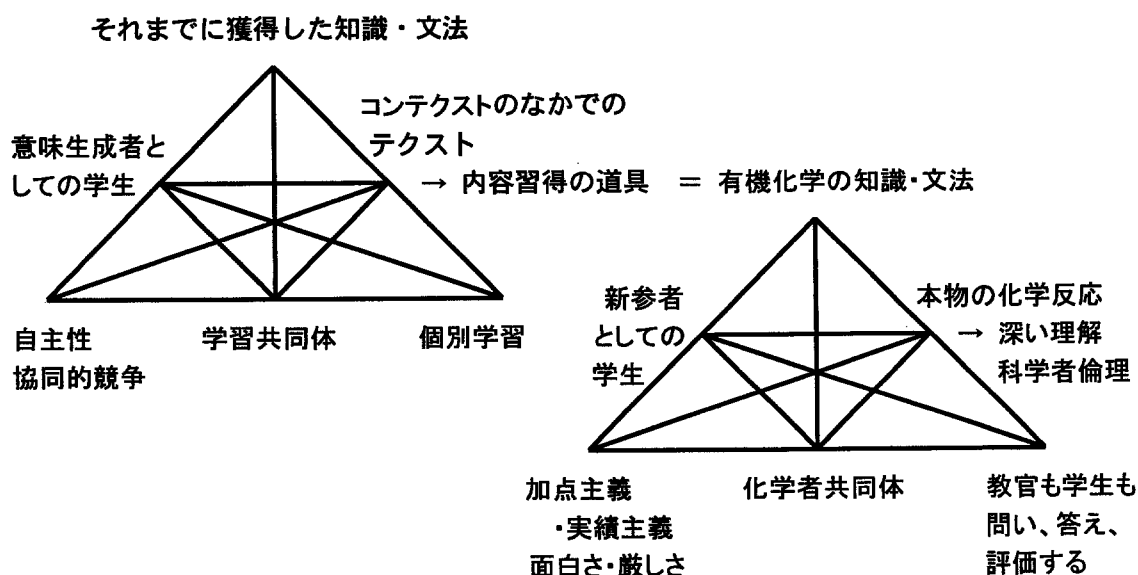 それまでに獲得した知識・文法
コンテクストのなかでの
テクスト
意味生成者と
しての学生
→ 内容習得の道具 ＝ 有機化学の知識・文法
自主性
協同的競争
学習共同体
個別学習
新参者
としての
学生
本物の化学反応
→ 深い理解
科学者倫理
加点主義
・実績主義
面白さ・厳しさ
化学者共同体
教官も学生も
問い、答え、
評価する